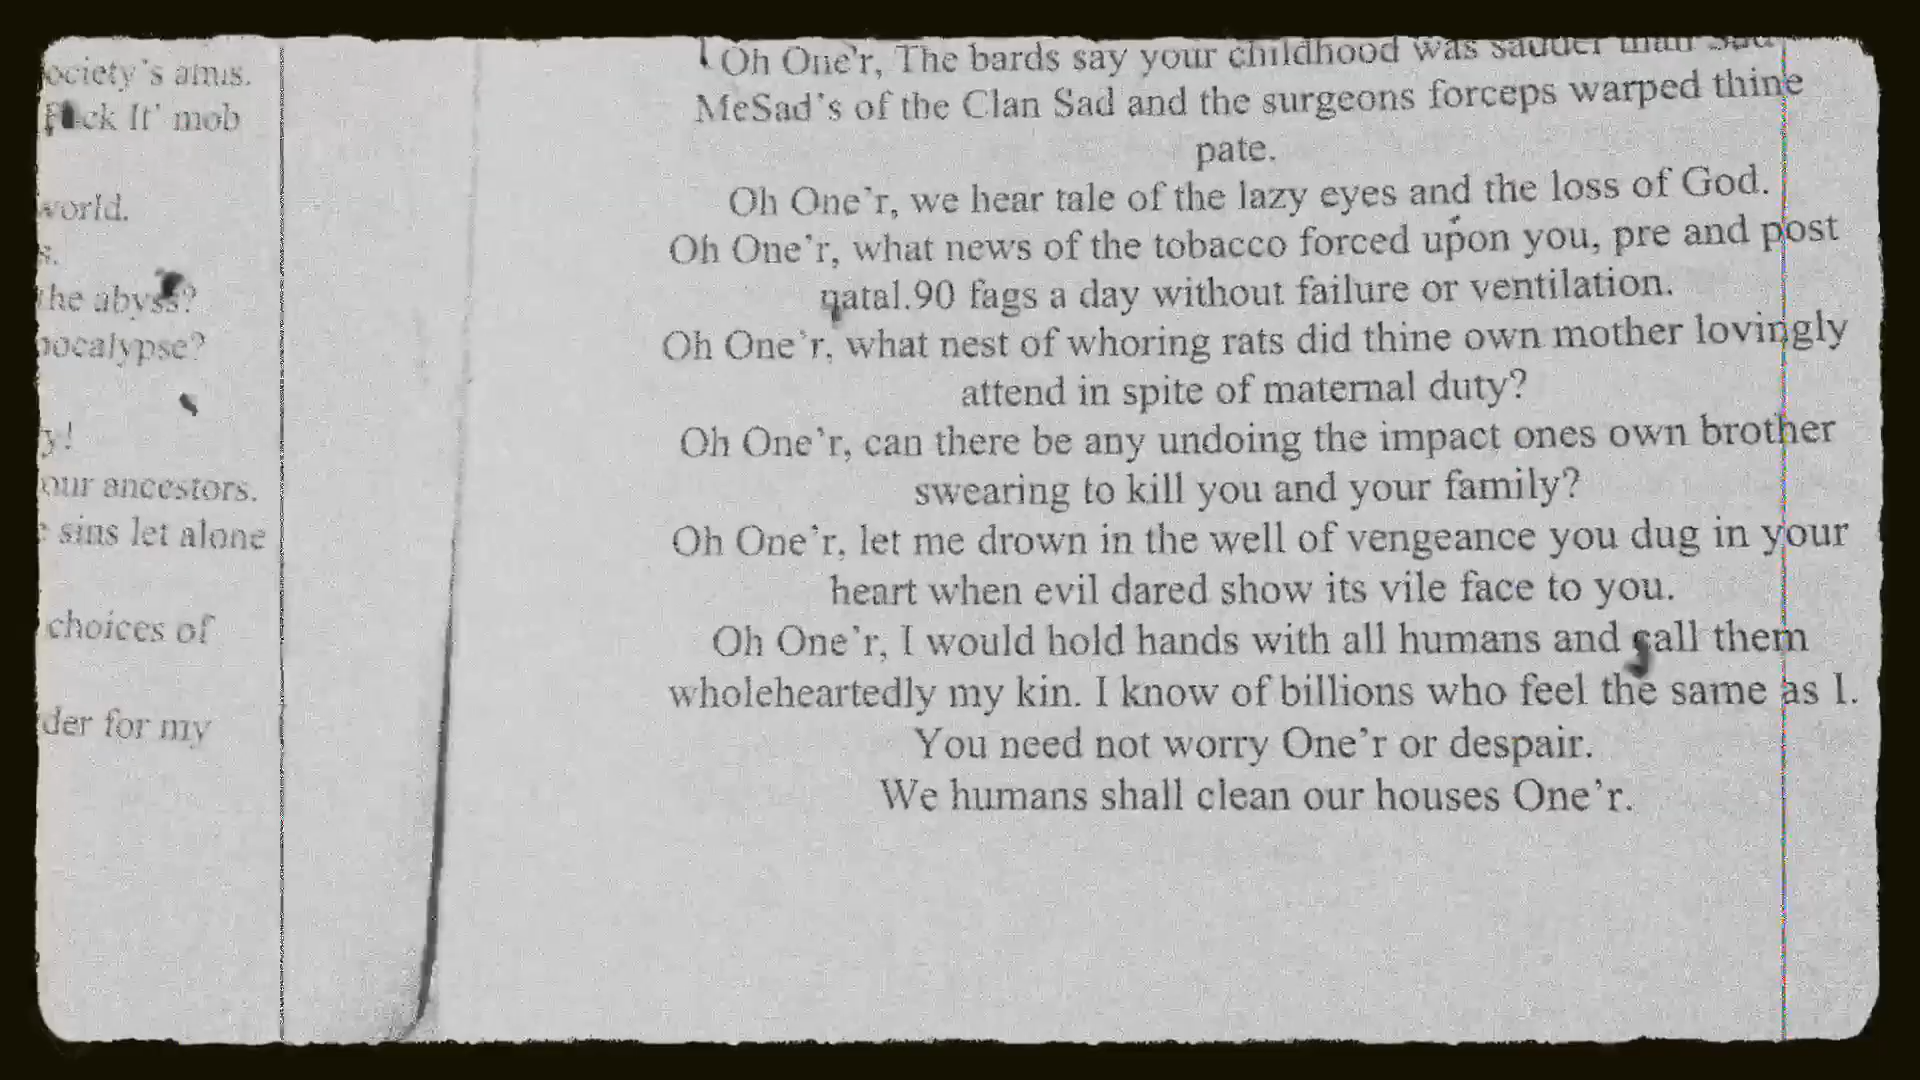 ociety's
ck It' mob
world.
s.
the abyss?
pocalypse?
y!
our ancestors.
sins let alone
choices of
der for my
Oh One'r, The bards say your childhood was sadder than Sad
MeSad's of the Clan Sad and the surgeons forceps warped thine
pate.
Oh One'r, we hear tale of the lazy eyes and the loss of God.
Oh One'r, what news of the tobacco forced upon you, pre and post
natal.90 fags a day without failure or ventilation.
Oh One'r, what nest of whoring rats did thine own mother lovingly
attend in spite of maternal duty?
Oh One'r, can there be any undoing the impact ones own brother
swearing to kill you and your family?
Oh One'r, let me drown in the well of vengeance you dug in your
heart when evil dared show its vile face to you.
Oh One'r, I would hold hands with all humans and call them
wholeheartedly my kin. I know of billions who feel the same as I.
You need not worry One'r or despair.
We humans shall clean our houses One'r.